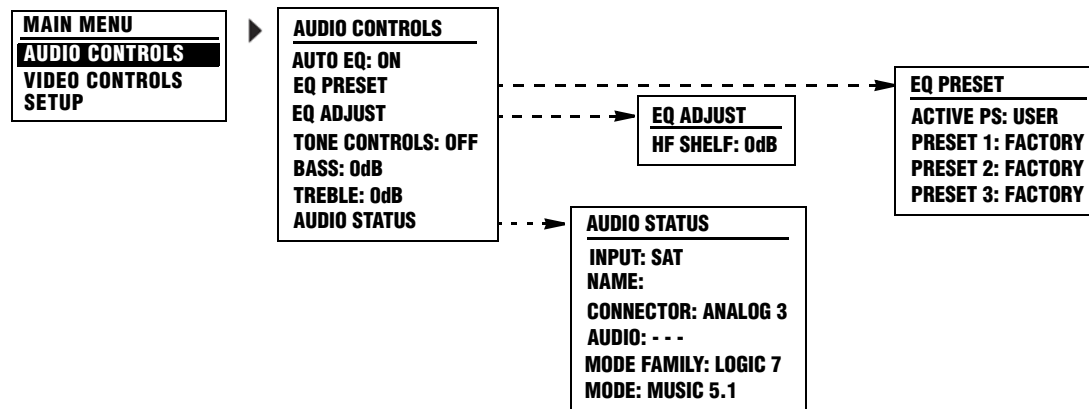 MAIN MENU
AUDIO CONTROLS
VIDEO CONTROLS
SETUP
AUDIO CONTROLS
AUTO EQ: ON
EQ PRESET
EQ ADJUST
TONE CONTROLS: OFF
BASS: 0dB
TREBLE: 0dB
AUDIO STATUS
EQ ADJUST
HF SHELF: 0dB
EQ PRESET
ACTIVE PS: USER
PRESET 1: FACTORY
PRESET 2: FACTORY
PRESET 3: FACTORY
AUDIO STATUS
INPUT: SAT
NAME:
CONNECTOR: ANALOG 3
AUDIO: - - -
MODE FAMILY: LOGIC 7
MODE: MUSIC 5.1